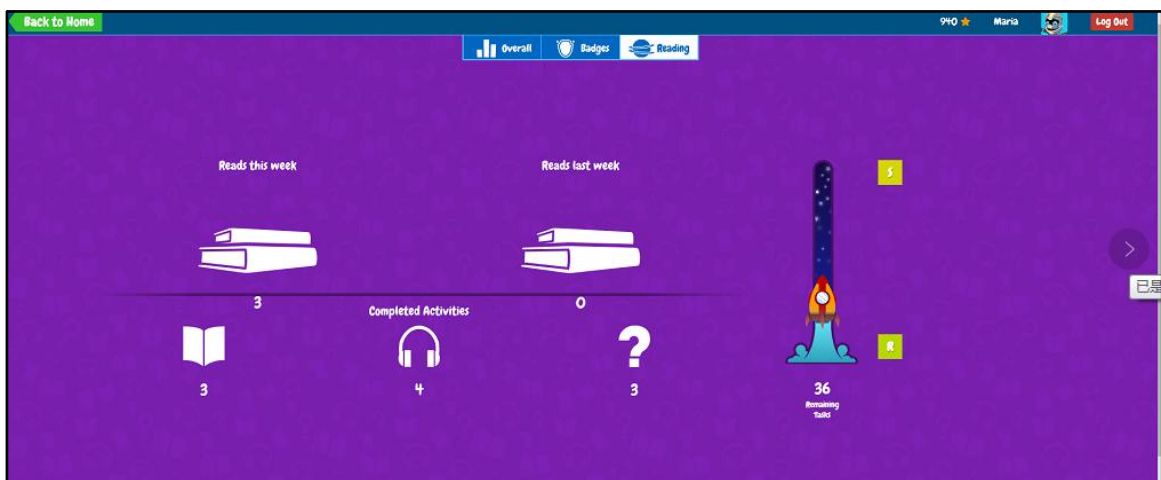 Back to Home
940 Maria Log Out
Overall Badges Reading
Reads this week Reads last week
S
3 0
Completed Activities
?
R
3 4 3 36
Remaining
Tasks
已是